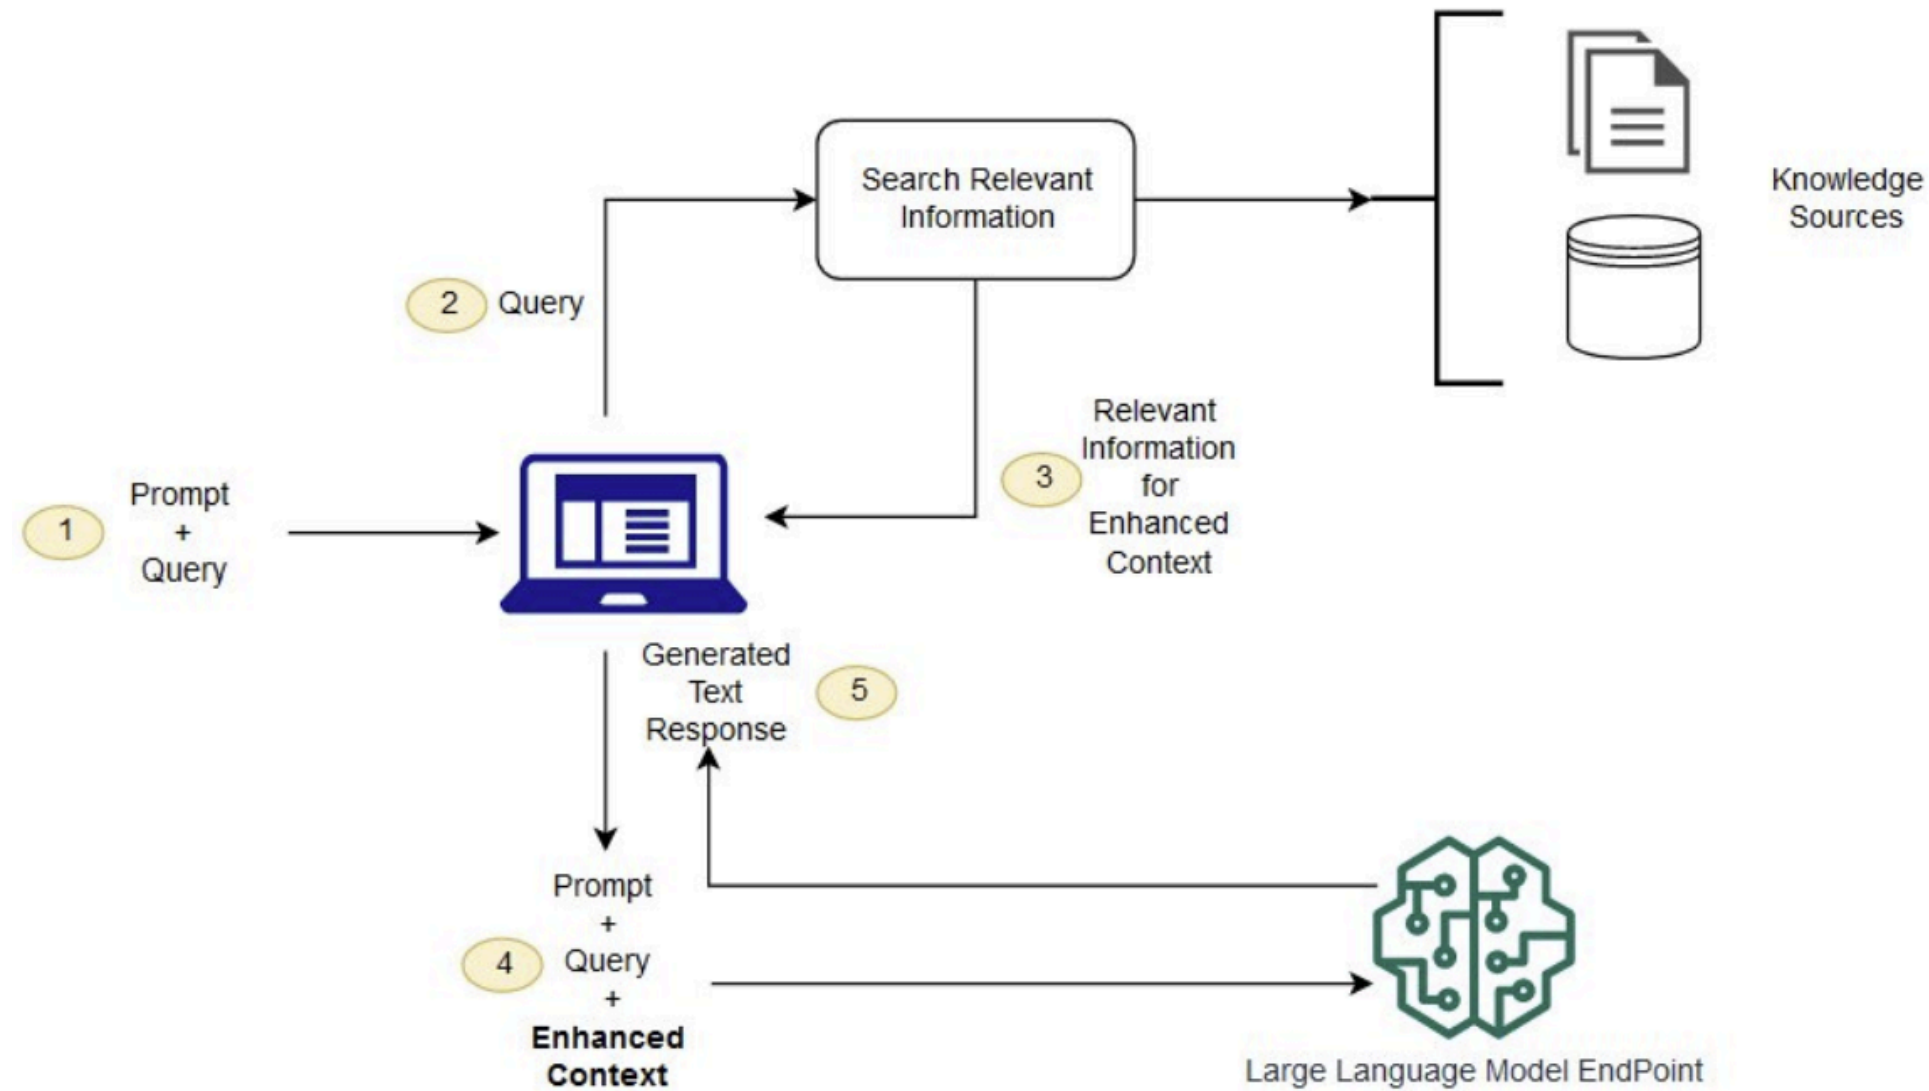 Search Relevant
Information
Knowledge
Sources
2
Query
Relevant
Information
for
Enhanced
Context
3
1
Prompt
+
Query
Generated
Text
Response
5
Prompt
+
Query
+
Enhanced
Context
4
Large Language Model EndPoint